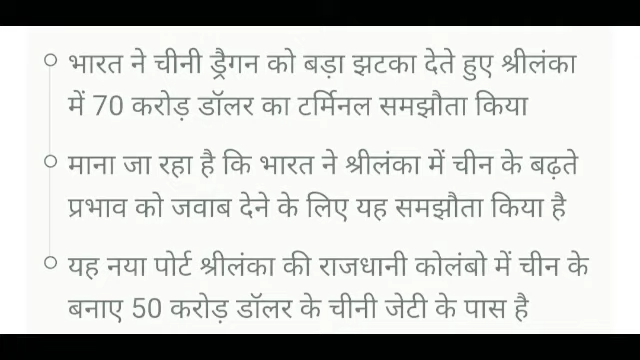 भारत ने चीनी ड्रैगन को बड़ा झटका देते हुए श्रीलंका
में 70 करोड़ डॉलर का टर्मिनल समझौता किया
माना जा रहा है कि भारत ने श्रीलंका में चीन के बढ़ते
प्रभाव को जवाब देने के लिए यह समझौता किया है
यह नया पोर्ट श्रीलंका की राजधानी कोलंबो में चीन के
बनाए 50 करोड़ डॉलर के चीनी जेटी के पास है